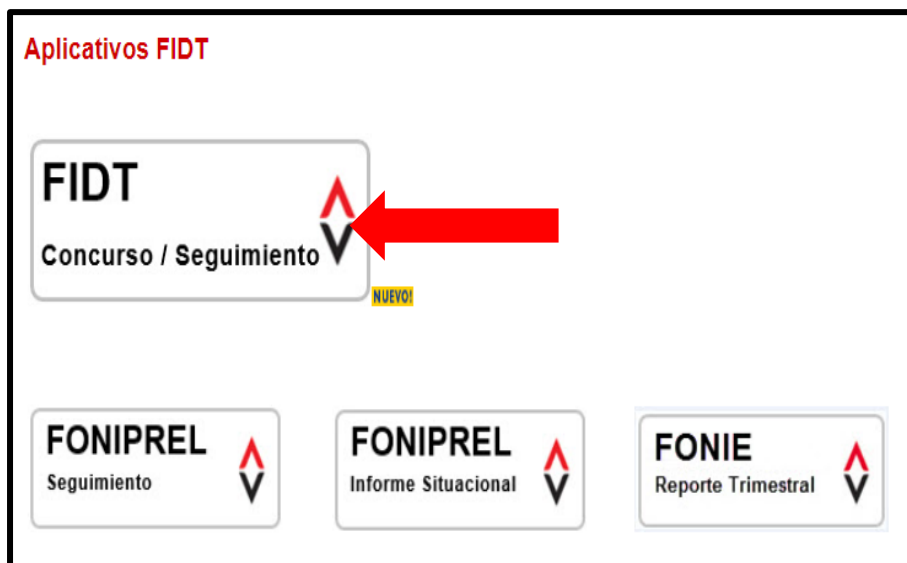 Aplicativos FIDT
FIDT
Concurso / Seguimiento
NUEVO!
FONIPREL
Seguimiento
FONIPREL
Informe Situacional
FONIE
Reporte Trimestral